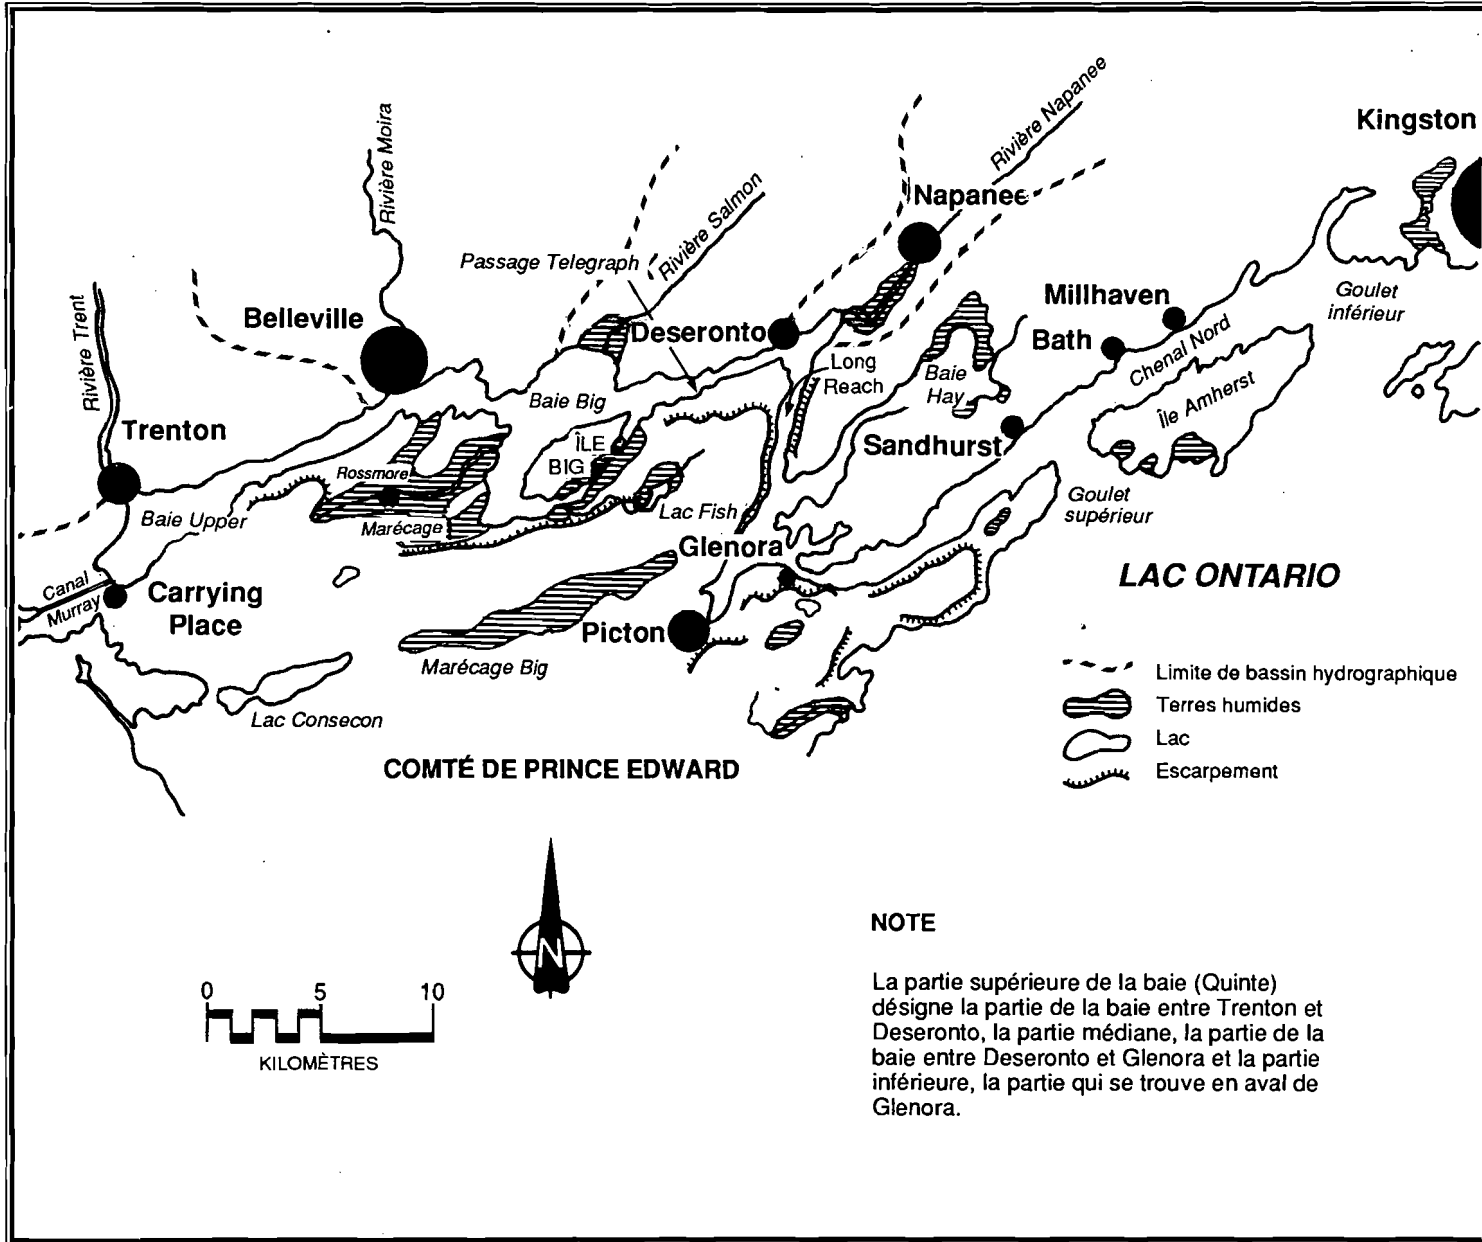 Kingston
Rivière Napanee
Rivière Moira
Napanee
Rivière Salmon
Passage Telegraph
Goulet
inférieur
Millhaven
Rivière Trent
Belleville
Deseronto
Bath
Chenal Nord
Long
Reach
Baie
Hay
Baie Big
Île Amherst
Trenton
ÎLE
BIG
Sandhurst
Rossmore
Goulet
supérieur
Baie Upper
Marécage
Lac Fish
Glenora
LAC ONTARIO
Canal
Murray
Carrying
Place
Picton
Marécage Big
Lac Consecon
COMTÉ DE PRINCE EDWARD
Limite de bassin hydrographique
Terres humides
Lac
Escarpement
N
0 5 10
KILOMÈTRES
NOTE
La partie supérieure de la baie (Quinte)
désigne la partie de la baie entre Trenton et
Deseronto, la partie médiane, la partie de la
baie entre Deseronto et Glenora et la partie
inférieure, la partie qui se trouve en aval de
Glenora.